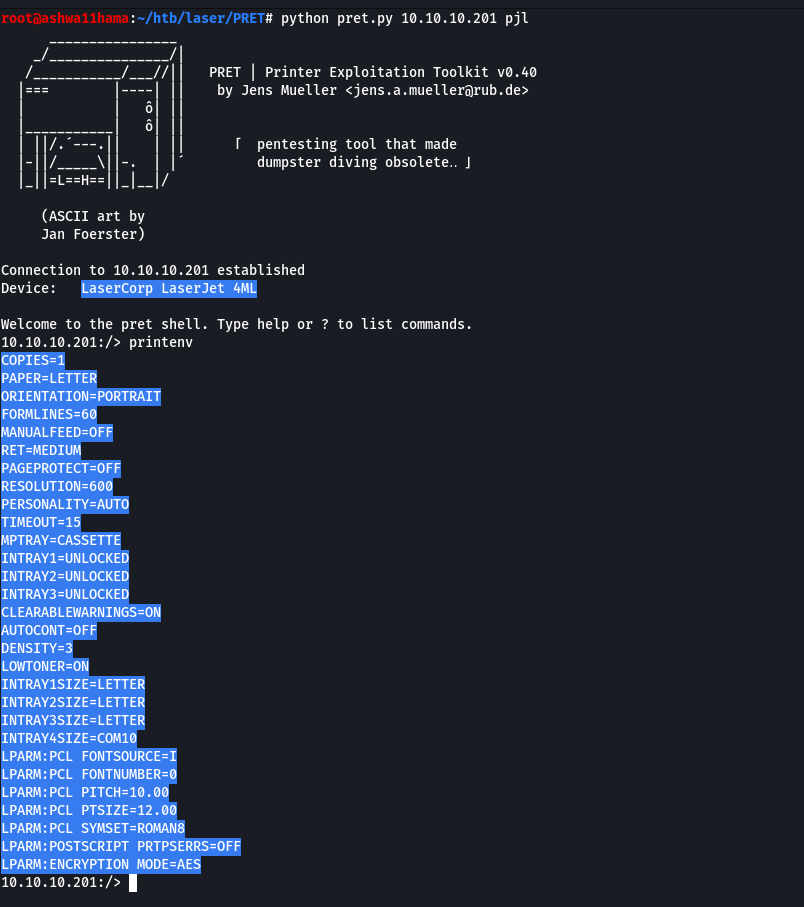 root@ashwa11hama:~/htb/laser/PRET# python pret.py 10.10.10.201 pjl
      ________________
    _/_______________/|
   /___________/___//||   PRET | Printer Exploitation Toolkit v0.40
  |===        |----| ||    by Jens Mueller <jens.a.mueller@rub.de>
  |           |   ô| ||
  |___________|   ô| ||
  | ||/.´---.||    | ||      「 pentesting tool that made
  |-||/_____\||-.  | |´         dumpster diving obsolete‥ 」
  |_||=L==H==||_|__|/

     (ASCII art by
     Jan Foerster)

Connection to 10.10.10.201 established
Device:   LaserCorp LaserJet 4ML

Welcome to the pret shell. Type help or ? to list commands.
10.10.10.201:/> printenv
COPIES=1
PAPER=LETTER
ORIENTATION=PORTRAIT
FORMLINES=60
MANUALFEED=OFF
RET=MEDIUM
PAGEPROTECT=OFF
RESOLUTION=600
PERSONALITY=AUTO
TIMEOUT=15
MPTRAY=CASSETTE
INTRAY1=UNLOCKED
INTRAY2=UNLOCKED
INTRAY3=UNLOCKED
CLEARABLEWARNINGS=ON
AUTOCONT=OFF
DENSITY=3
LOWTONER=ON
INTRAY1SIZE=LETTER
INTRAY2SIZE=LETTER
INTRAY3SIZE=LETTER
INTRAY4SIZE=COM10
LPARM:PCL FONTSOURCE=I
LPARM:PCL FONTNUMBER=0
LPARM:PCL PITCH=10.00
LPARM:PCL PTSIZE=12.00
LPARM:PCL SYMSET=ROMAN8
LPARM:POSTSCRIPT PRTPSERRS=OFF
LPARM:ENCRYPTION MODE=AES
10.10.10.201:/>